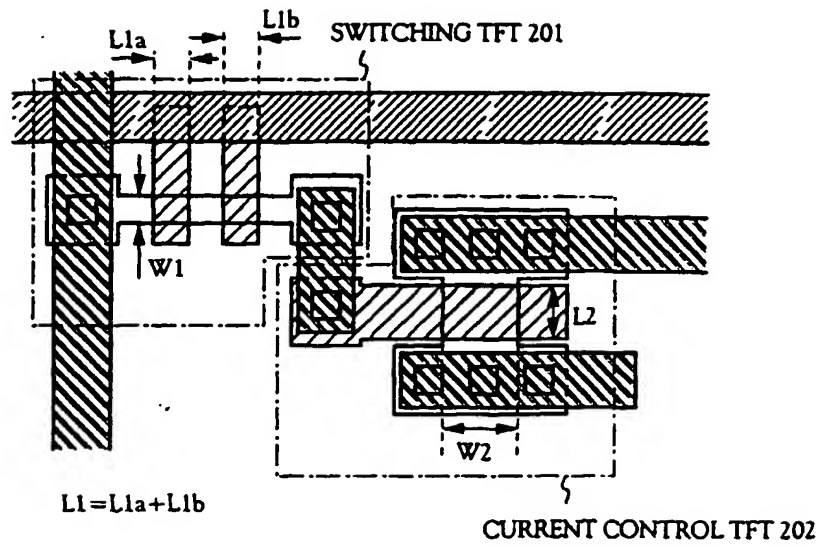 L1b
L1a
SWITCHING TFT 201
W1
L2
W2
L1=L1a+L1b
CURRENT CONTROL TFT 202